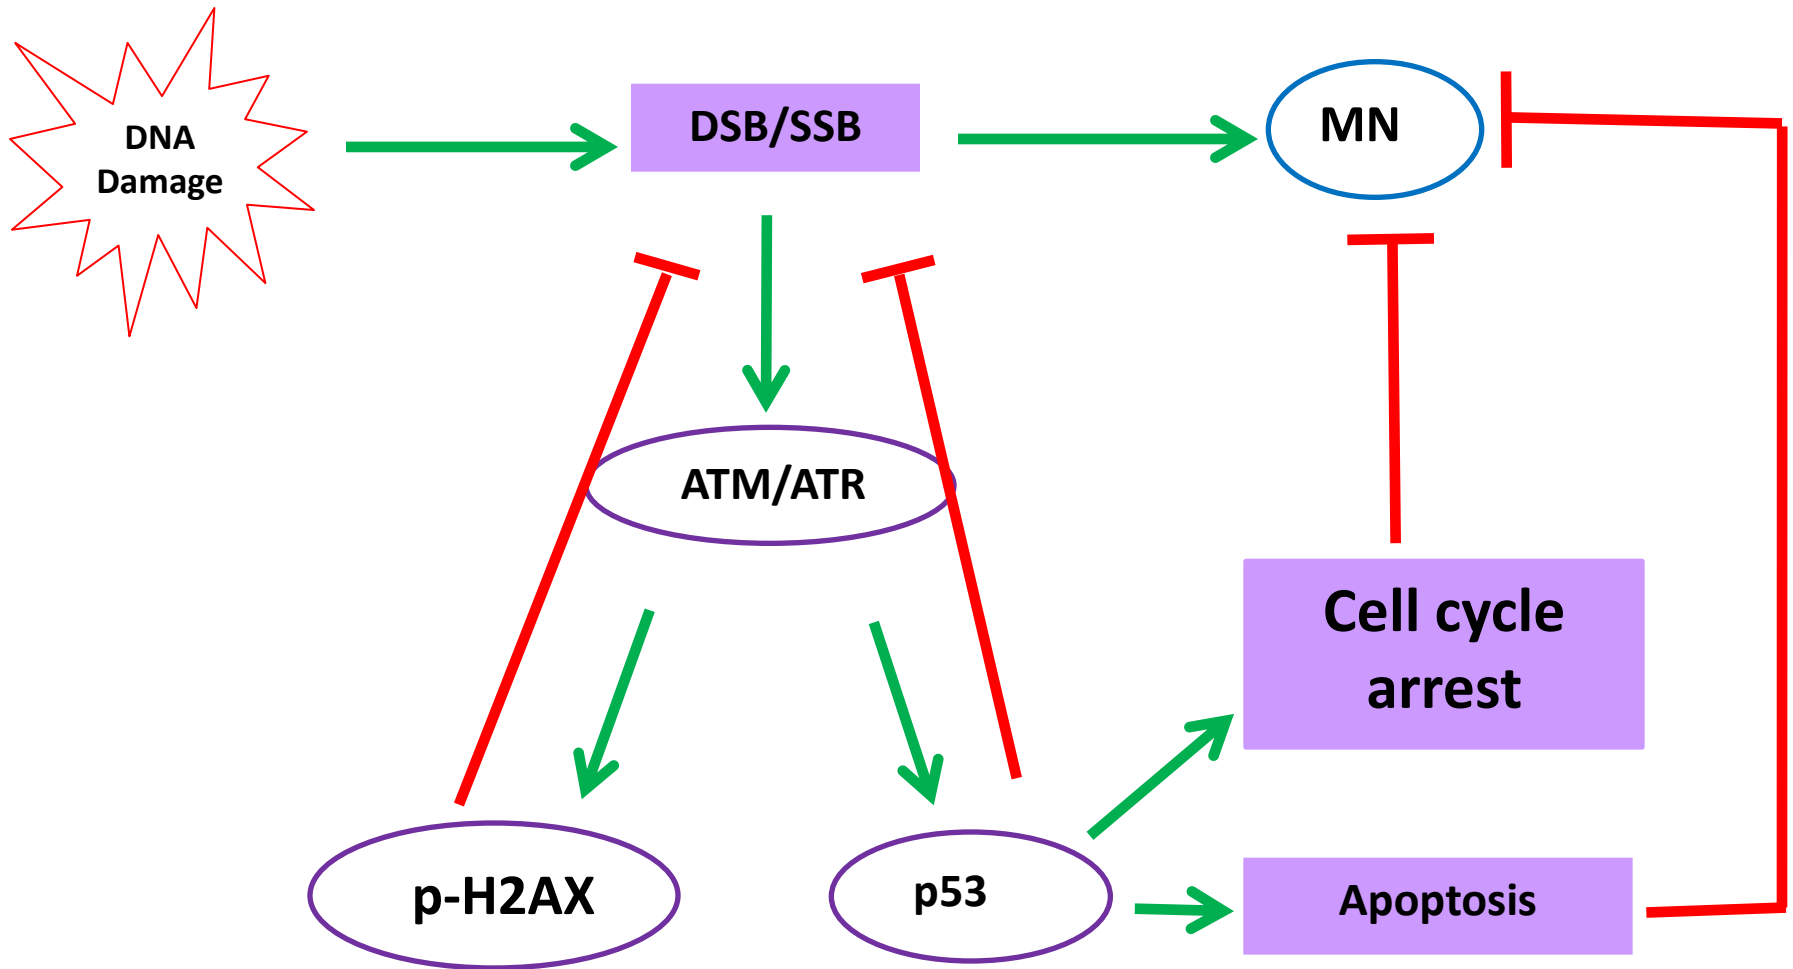 DNA
Damage
DSB/SSB
MN
ATM/ATR
Cell cycle
arrest
p-H2AX
p53
Apoptosis